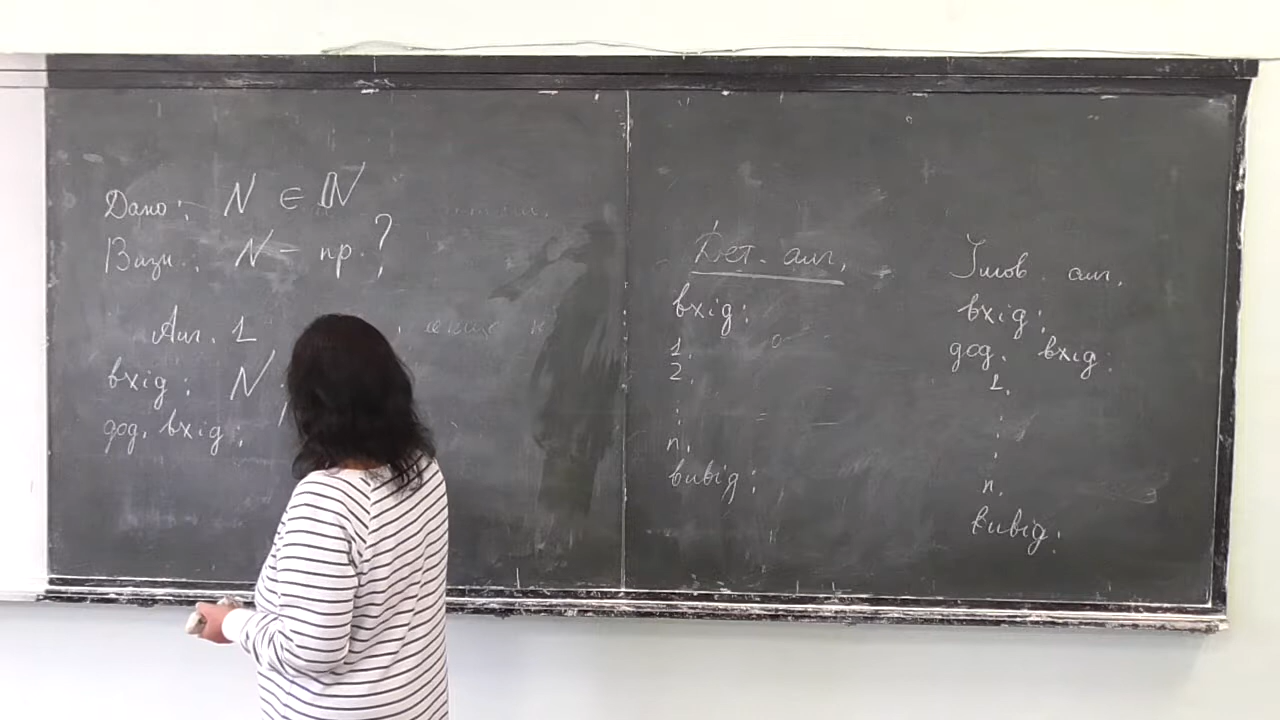 Дано: N ∈ ℕ
Визн.: N – пр. ?
Алг. 1
вхід: N
дод. вхід:
Дет. алг.
вхід:
1.
2.
:
n.
вивід:
Імов. алг.
вхід:
дод. вхід:
1.
:
n.
вивід: